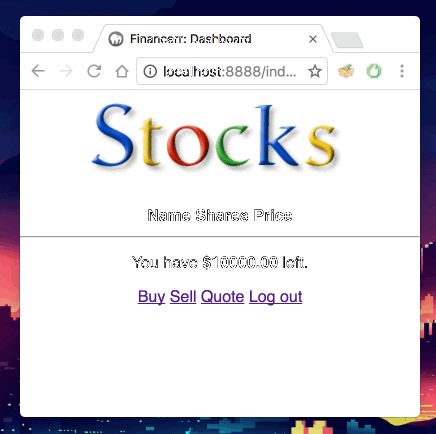 Financerr: Dashboard
localhost:8888/ind...
Stocks
Name Shares Price
You have $10000.00 left.
Buy Sell Quote Log out